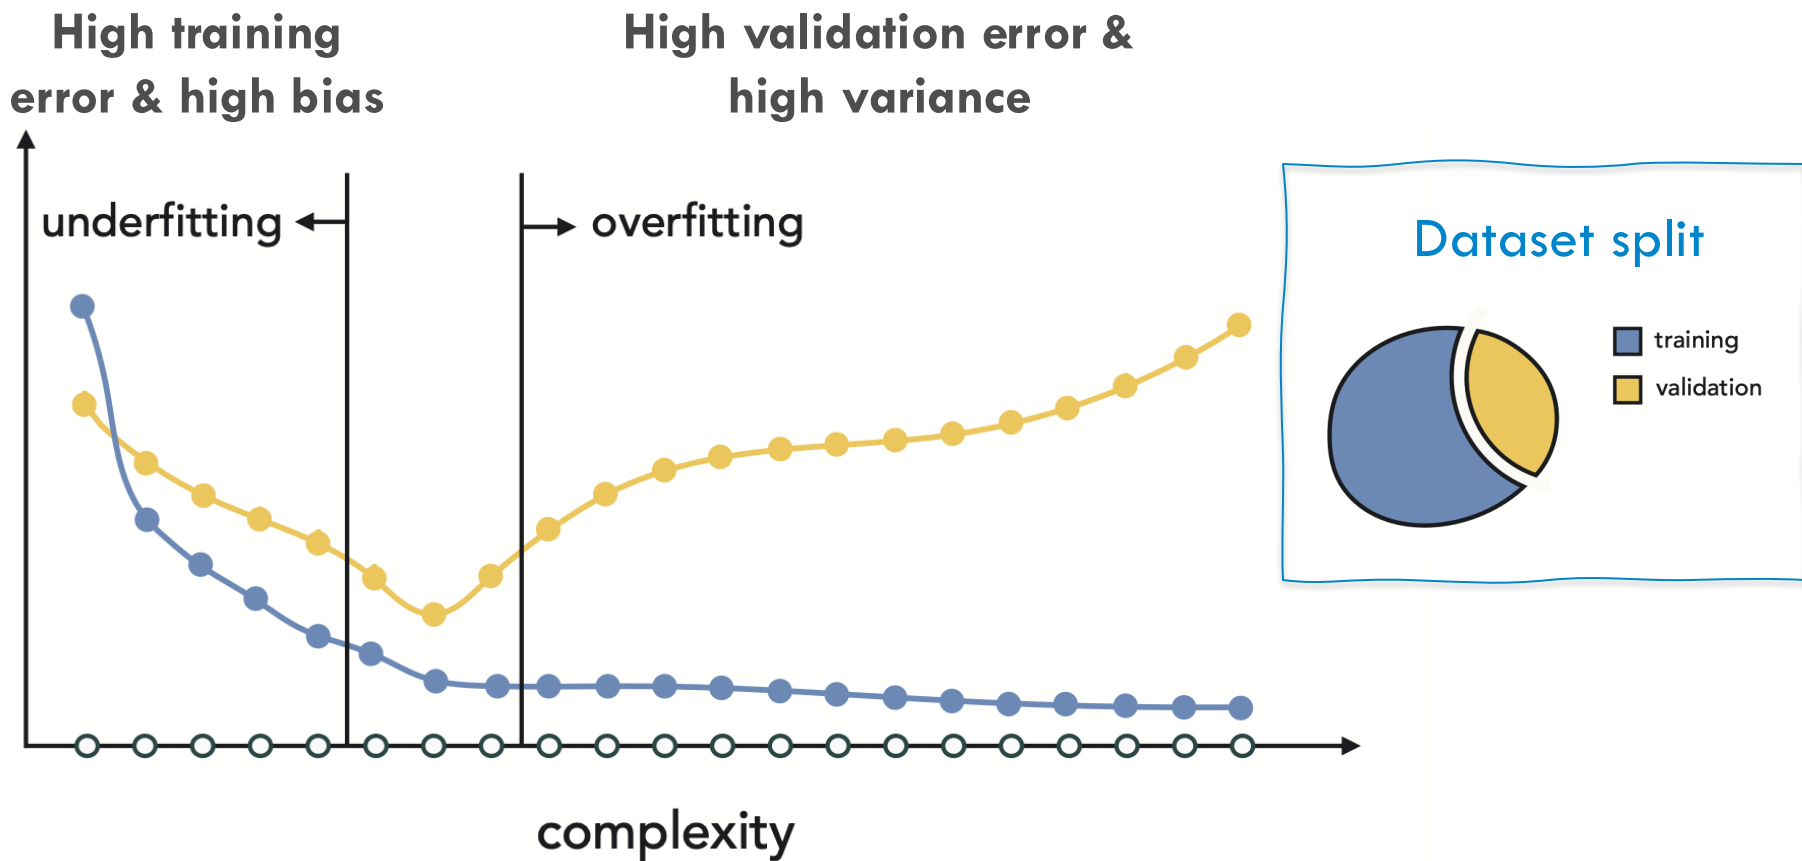 High training
error & high bias
High validation error &
high variance
underfitting
overfitting
Dataset split
training
validation
complexity